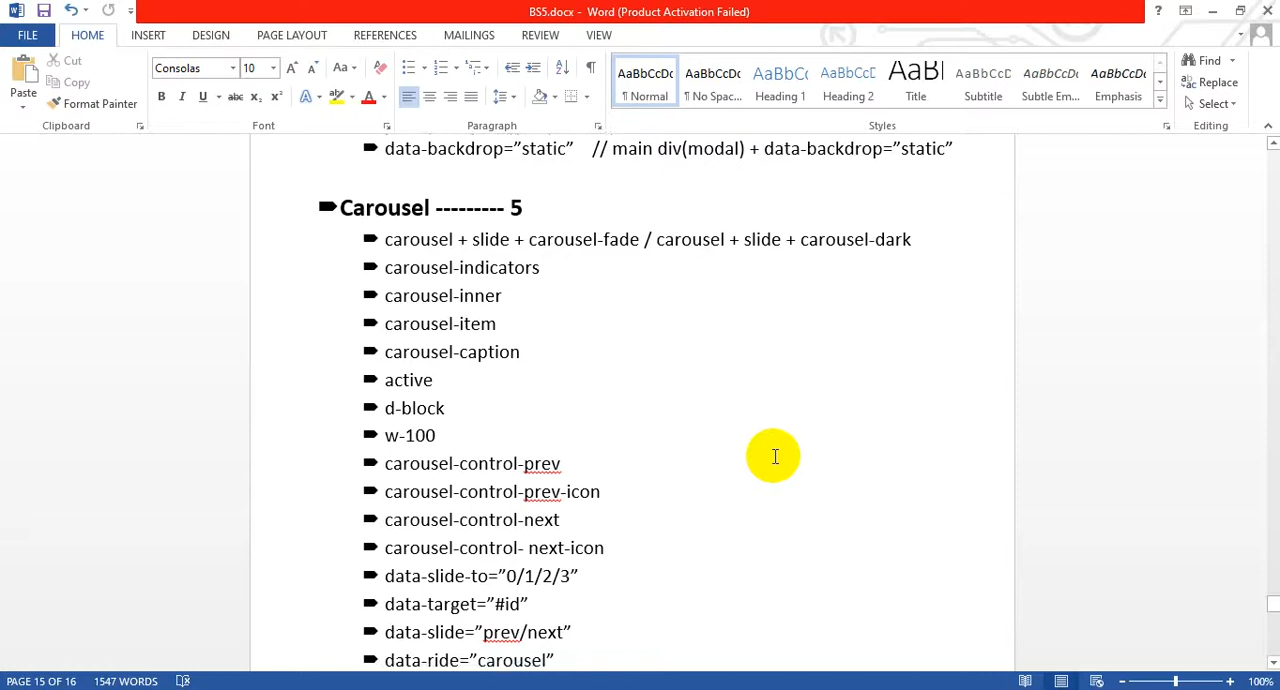 BS5.docx - Word (Product Activation Failed)
FILE HOME INSERT DESIGN PAGE LAYOUT REFERENCES MAILINGS REVIEW VIEW
Paste
Cut
Copy
Format Painter
Clipboard
Consolas 10
Font
Paragraph
AaBbCcDc AaBbCcDc AaBbCc AaBbCcD AaBl AaBbCcD AaBbCcDt AaBbCcDt
¶ Normal ¶ No Spac... Heading 1 Heading 2 Title Subtitle Subtle Em... Emphasis
Styles
Find
Replace
Select
Editing
data-backdrop=”static” // main div(modal) + data-backdrop=”static”
Carousel --------- 5
carousel + slide + carousel-fade / carousel + slide + carousel-dark
carousel-indicators
carousel-inner
carousel-item
carousel-caption
active
d-block
w-100
carousel-control-prev
carousel-control-prev-icon
carousel-control-next
carousel-control- next-icon
data-slide-to=”0/1/2/3”
data-target=”#id”
data-slide=”prev/next”
data-ride=”carousel”
PAGE 15 OF 16 1547 WORDS 100%